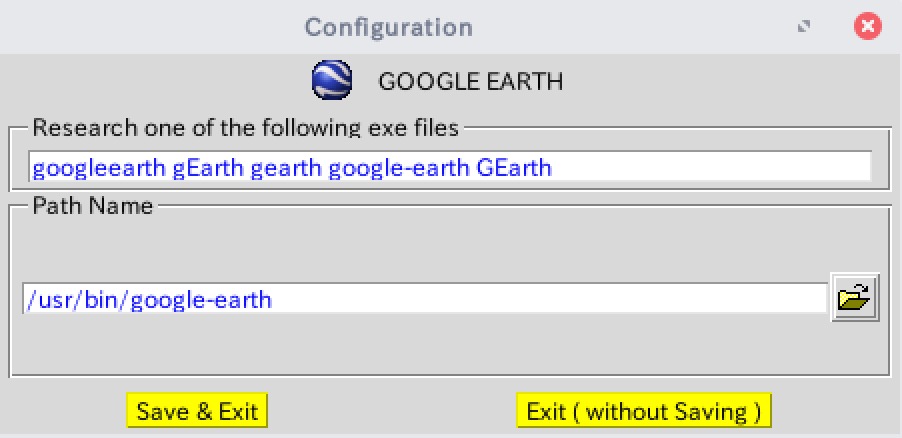 Configuration
GOOGLE EARTH
Research one of the following exe files
googleearth gEarth gearth google-earth GEarth
Path Name
/usr/bin/google-earth
Save & Exit
Exit ( without Saving )